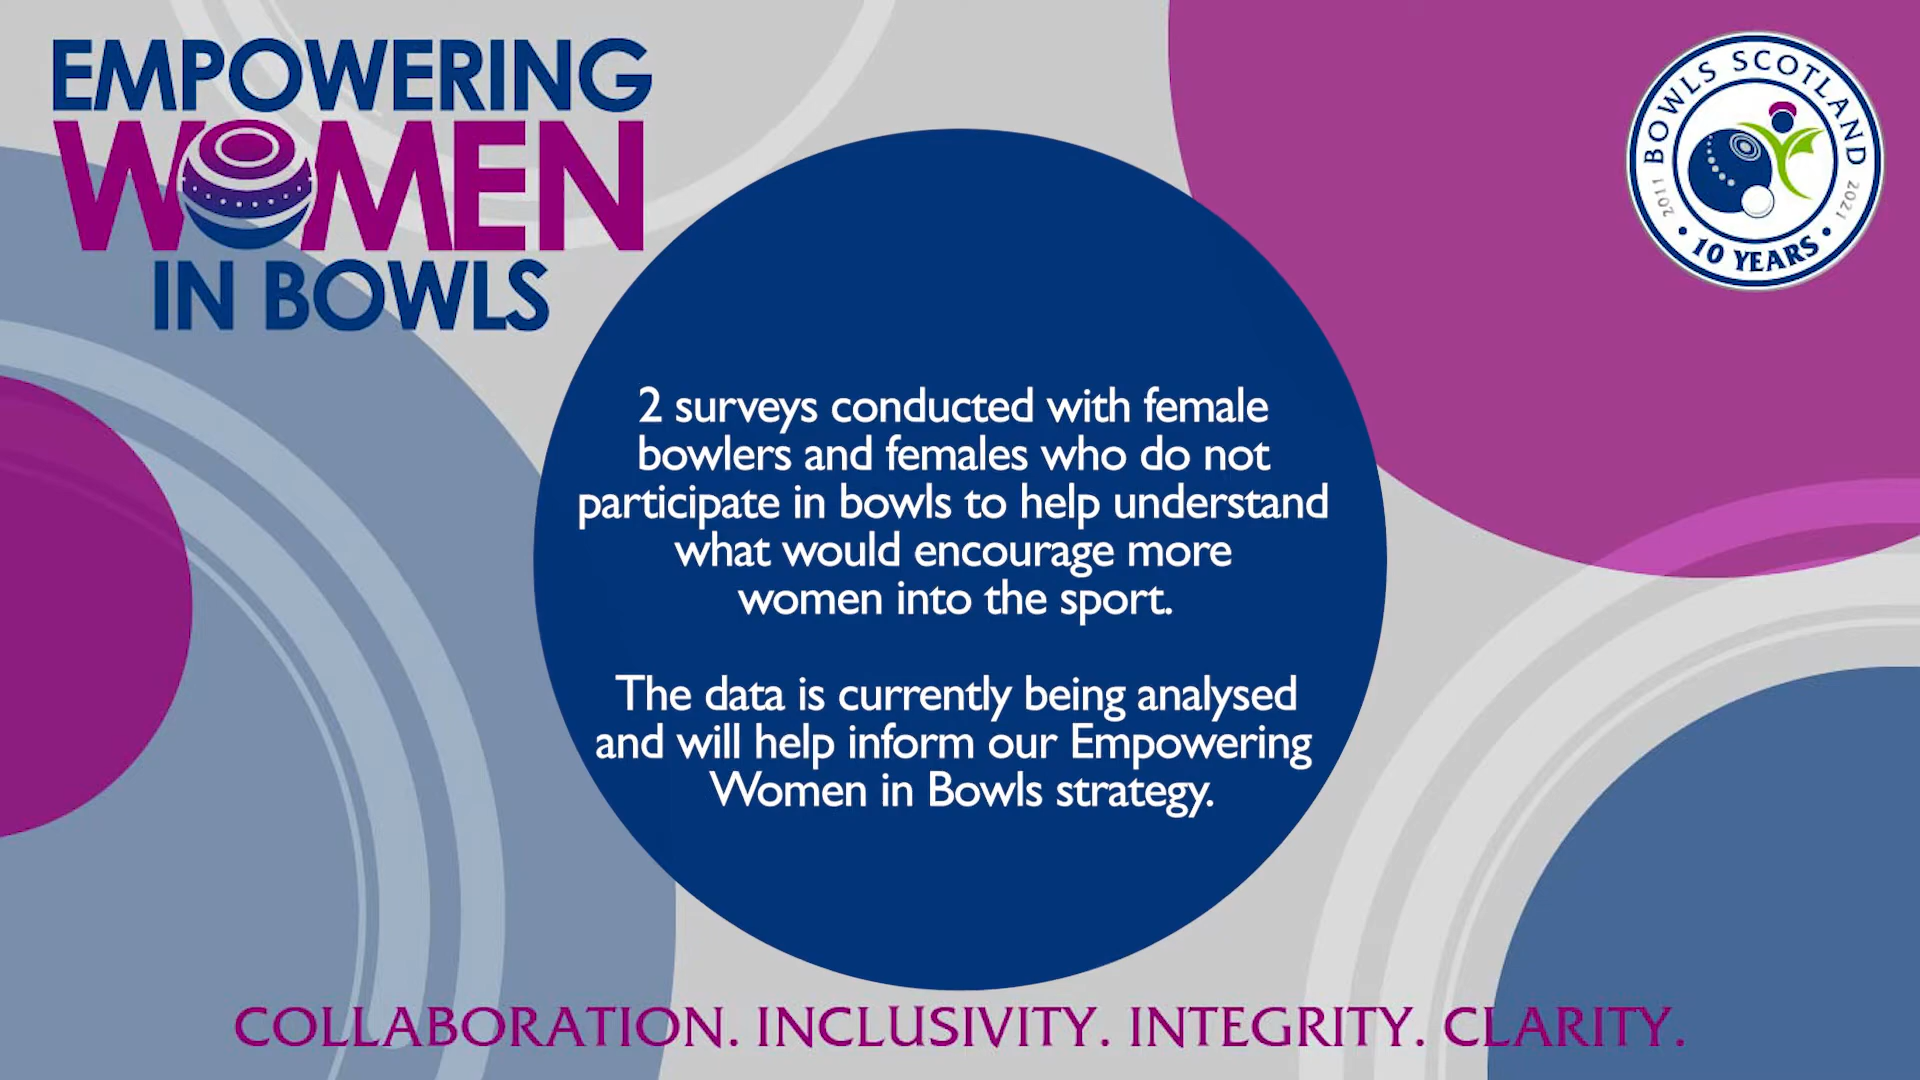 EMPOWERING
WOMEN
IN BOWLS
BOWLS SCOTLAND
2011 2021
• 10 YEARS •
2 surveys conducted with female
bowlers and females who do not
participate in bowls to help understand
what would encourage more
women into the sport.
The data is currently being analysed
and will help inform our Empowering
Women in Bowls strategy.
COLLABORATION. INCLUSIVITY. INTEGRITY. CLARITY.